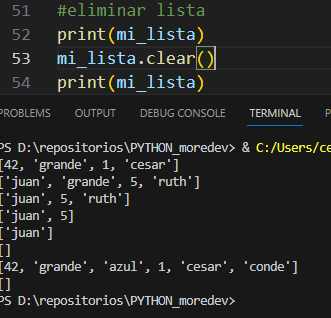 51 #eliminar lista
52 print(mi_lista)
53 mi_lista.clear()
54 print(mi_lista)
PROBLEMS OUTPUT DEBUG CONSOLE TERMINAL
PS D:\repositorios\PYTHON_moredev> & C:/Users/ce
[42, 'grande', 1, 'cesar']
['juan', 'grande', 5, 'ruth']
['juan', 5, 'ruth']
['juan', 5]
['juan']
[]
[42, 'grande', 'azul', 1, 'cesar', 'conde']
[]
PS D:\repositorios\PYTHON_moredev>